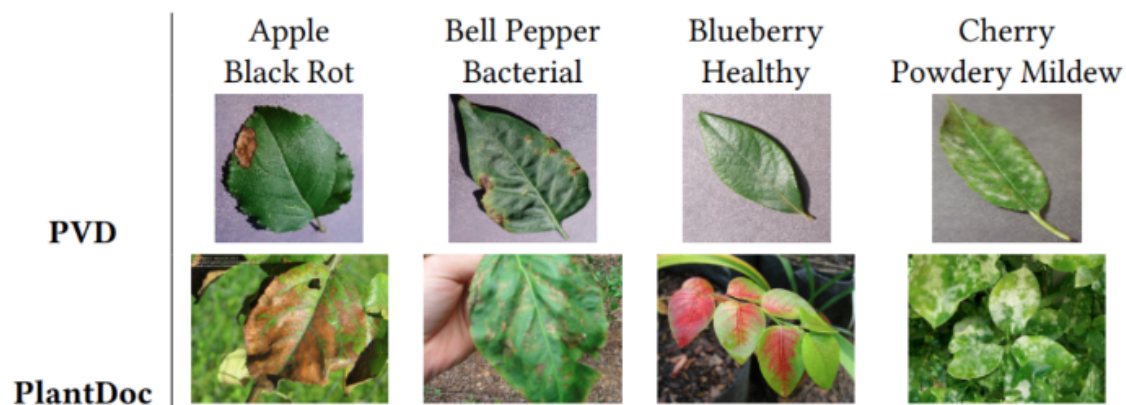 Apple
Black Rot
Bell Pepper
Bacterial
Blueberry
Healthy
Cherry
Powdery Mildew
PVD
PlantDoc